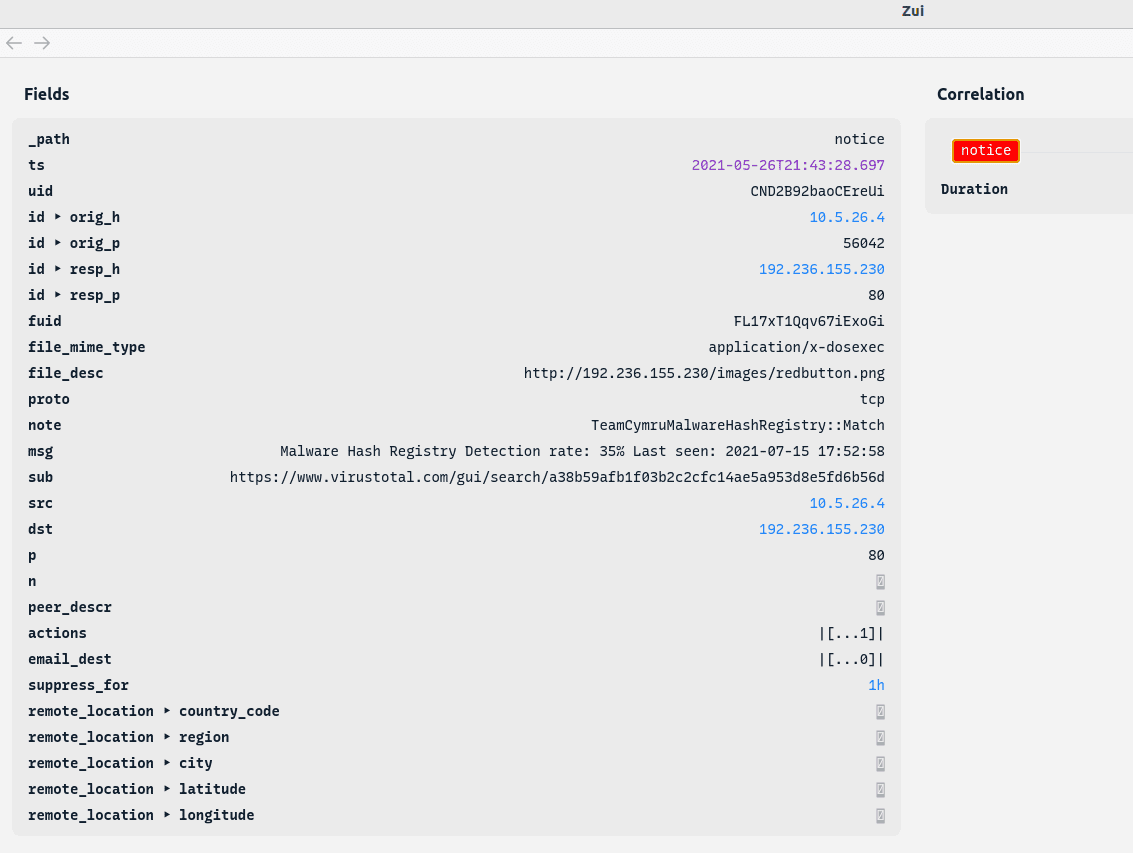 Zui
Fields
_path notice
ts 2021-05-26T21:43:28.697
uid CND2B92baoCEreUi
id ‣ orig_h 10.5.26.4
id ‣ orig_p 56042
id ‣ resp_h 192.236.155.230
id ‣ resp_p 80
fuid FL17xT1Qqv67iExoGi
file_mime_type application/x-dosexec
file_desc http://192.236.155.230/images/redbutton.png
proto tcp
note TeamCymruMalwareHashRegistry::Match
msg Malware Hash Registry Detection rate: 35% Last seen: 2021-07-15 17:52:58
sub https://www.virustotal.com/gui/search/a38b59afb1f03b2c2cfc14ae5a953d8e5fd6b56d
src 10.5.26.4
dst 192.236.155.230
p 80
n
peer_descr
actions |[...1]|
email_dest |[...0]|
suppress_for 1h
remote_location ‣ country_code
remote_location ‣ region
remote_location ‣ city
remote_location ‣ latitude
remote_location ‣ longitude
Correlation
notice
Duration